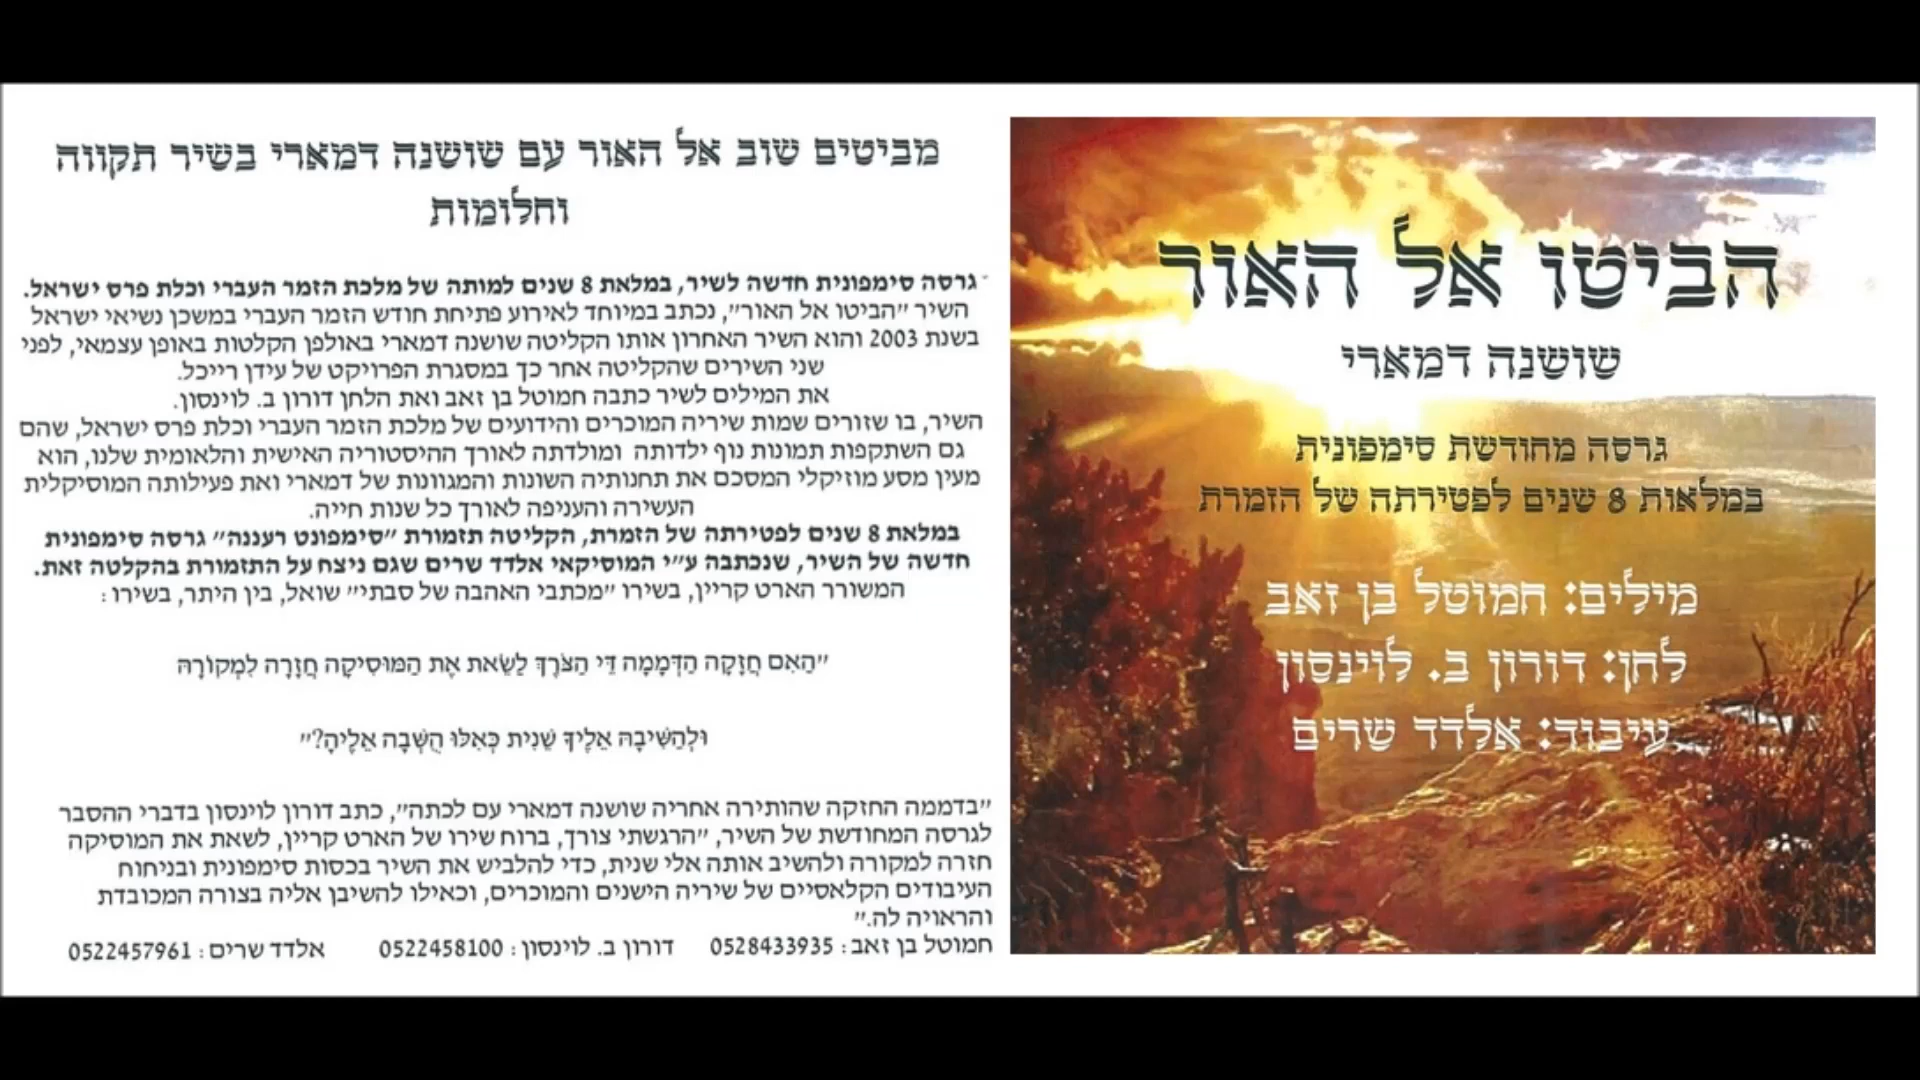 מביטים שוב אל האור עם שושנה דמארי בשיר תקווה
וחלומות
גרסה סימפונית חדשה לשיר, במלאת 8 שנים למותה של מלכת הזמר העברי וכלת פרס ישראל.
השיר "הביטו אל האור", נכתב במיוחד לאירוע פתיחת חודש הזמר העברי במשכן נשיאי ישראל
בשנת 2003 והוא השיר האחרון אותו הקליטה שושנה דמארי באולפן הקלטות באופן עצמאי, לפני
שני השירים שהקליטה אחר כך במסגרת הפרויקט של עידן רייכל.
את המילים לשיר כתבה חמוטל בן זאב ואת הלחן דורון ב. לוינסון.
השיר, בו שזורים שמות שיריה המוכרים והידועים של מלכת הזמר העברי וכלת פרס ישראל, שהם
גם השתקפות תמונות נוף ילדותה ומולדתה לאורך ההיסטוריה האישית והלאומית שלנו, הוא
מעין מסע מוזיקלי המסכם את תחנותיה השונות והמגוונות של דמארי ואת פעילותה המוסיקלית
העשירה והעניפה לאורך כל שנות חייה.
במלאת 8 שנים לפטירתה של הזמרת, הקליטה תזמורת "סימפונט רעננה" גרסה סימפונית
חדשה של השיר, שנכתבה ע"י המוסיקאי אלדד שרים שגם ניצח על התזמורת בהקלטה זאת.
המשורר הארט קריין, בשירו "מכתבי האהבה של סבתי" שואל, בין היתר, בשירו:
"הַאִם חֲזָקָה הַדְּמָמָה דֵּי הַצֹּרֶךְ לָשֵׂאת אֶת הַמּוּסִיקָה חֲזָרָה לִמְקוֹרָהּ
וּלְהַשִּׁיבָהּ אֵלֶיךָ שֵׁנִית כְּאִלּוּ הֻשְׁבָה אֵלֶיהָ?"
"בדממה החזקה שהותירה אחריה שושנה דמארי עם לכתה", כתב דורון לוינסון בדברי ההסבר
לגרסה המחודשת של השיר, "הרגשתי צורך, ברוח שירו של הארט קריין, לשאת את המוסיקה
חזרה למקורה ולהשיב אותה אלי שנית, כדי להלביש את השיר בכסות סימפונית ובניחוח
העיבודים הקלאסיים של שיריה הישנים והמוכרים, וכאילו להשיבן אליה בצורה המכובדת
והראויה לה."
חמוטל בן זאב: 0528433935 דורון ב. לוינסון: 0522458100 אלדד שרים: 0522457961
הביטו אל האור
שושנה דמארי
גרסה מחודשת סימפונית
במלאות 8 שנים לפטירתה של הזמרת
מילים: חמוטל בן זאב
לחן: דורון ב. לוינסון
עיבוד: אלדד שרים